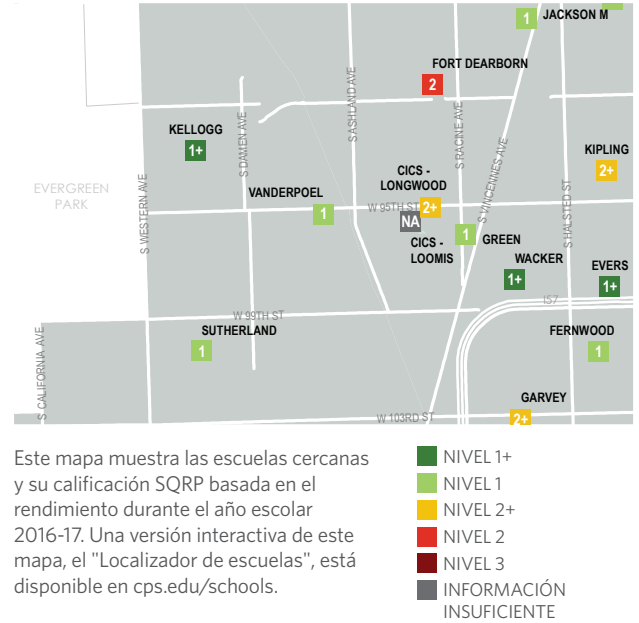 JACKSON M
1
FORT DEARBORN
2
KELLOGG
1+
KIPLING
2+
EVERGREEN
PARK
S WESTERN AVE
S DAMEN AVE
S ASHLAND AVE
S RACINE AVE
S VINCENNES AVE
S HALSTED ST
CICS -
LONGWOOD
2+
VANDERPOEL
1
W 95TH ST
NA
CICS -
LOOMIS
1
GREEN
WACKER
1+
EVERS
1+
I57
W 99TH ST
SUTHERLAND
1
FERNWOOD
1
S CALIFORNIA AVE
GARVEY
2+
W 103RD ST
Este mapa muestra las escuelas cercanas
y su calificación SQRP basada en el
rendimiento durante el año escolar
2016-17. Una versión interactiva de este
mapa, el "Localizador de escuelas", está
disponible en cps.edu/schools.
NIVEL 1+
NIVEL 1
NIVEL 2+
NIVEL 2
NIVEL 3
INFORMACIÓN
INSUFICIENTE